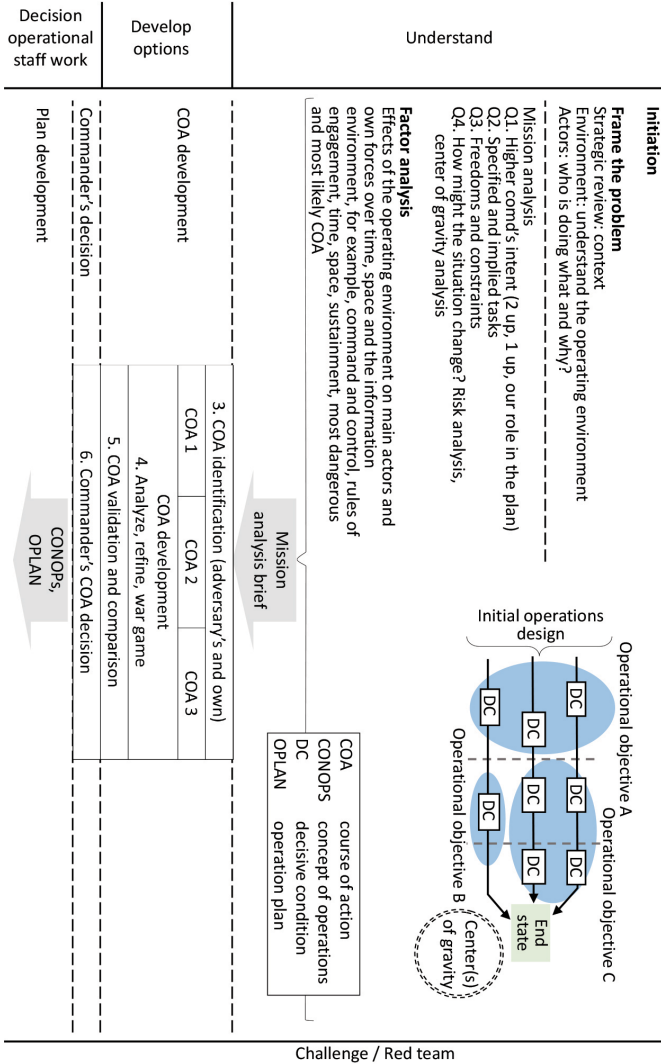 Initiation
Frame the problem
Strategic review: context
Environment: understand the operating environment
Actors: who is doing what and why?
Mission analysis
Q1. Higher comd's intent (2 up, 1 up, our role in the plan)
Q2. Specified and implied tasks
Q3. Freedoms and constraints
Q4. How might the situation change? Risk analysis,
center of gravity analysis
Factor analysis
Effects of the operating environment on main actors and
own forces over time, space and the information
environment, for example, command and control, rules of
engagement, time, space, sustainment, most dangerous
and most likely COA
Understand
Initial operations
design
Operational objective A
Operational objective C
Operational objective B
DC
DC
DC
DC
DC
DC
DC
DC
End
state
Center(s)
of gravity
COA course of action
CONOPS concept of operations
DC decisive condition
OPLAN operation plan
Mission
analysis brief
Develop
options
COA development
3. COA identification (adversary's and own)
COA 1
COA 2
COA 3
COA development
4. Analyze, refine, war game
5. COA validation and comparison
6. Commander's COA decision
Decision
operational
staff work
Commander's decision
Plan development
CONOPs,
OPLAN
Challenge / Red team